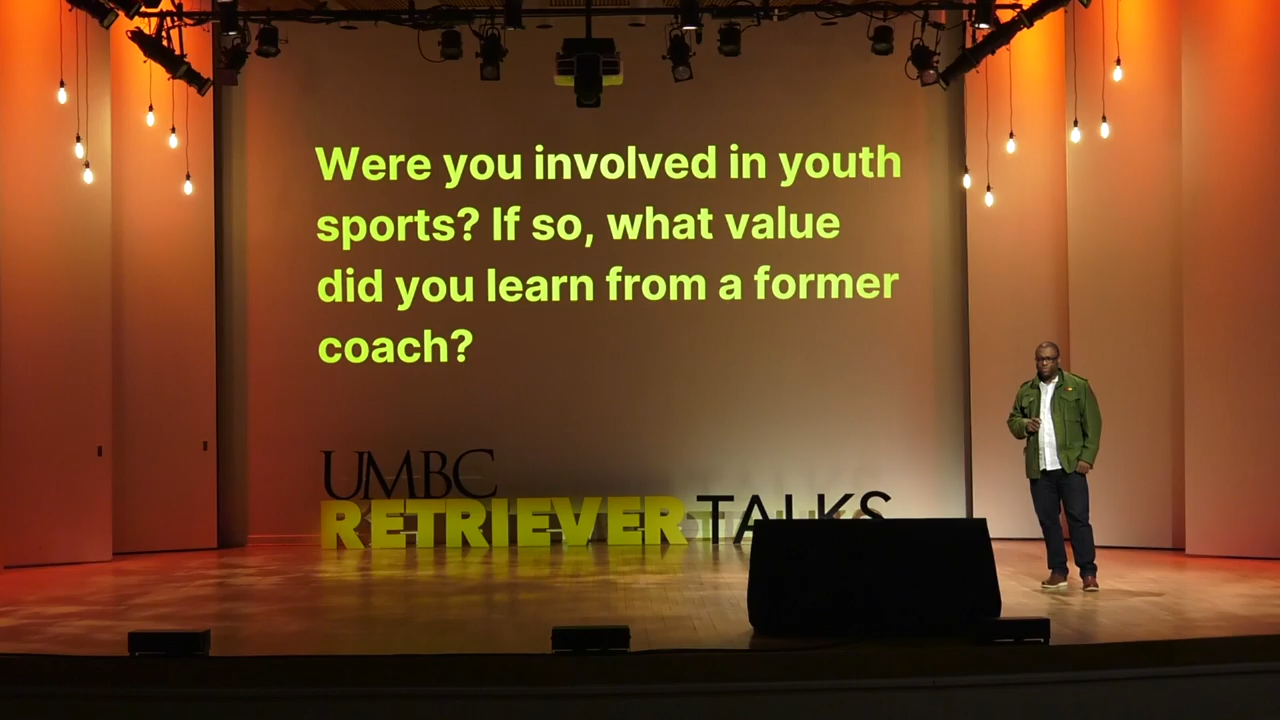 Were you involved in youth
sports? If so, what value
did you learn from a former
coach?
UMBC
RETRIEVER TALKS